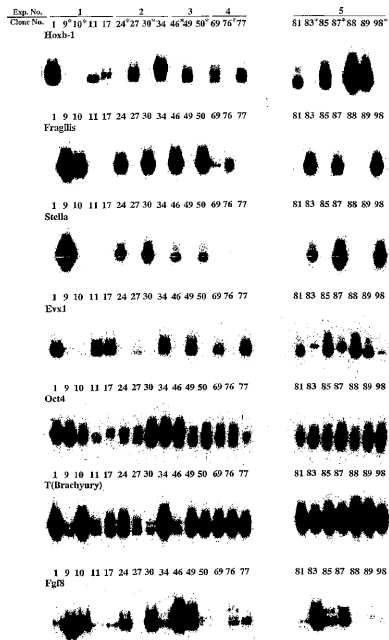 Exp. No. 1 2 3 4 5
Clone No. 1 9* 10* 11 17 24* 27 30* 34 46* 49 50* 69 76* 77 81 83* 85 87* 88 89 98*
Hoxb-1
1 9 10 11 17 24 27 30 34 46 49 50 69 76 77 81 83 85 87 88 89 98
Fragilis
1 9 10 11 17 24 27 30 34 46 49 50 69 76 77 81 83 85 87 88 89 98
Stella
1 9 10 11 17 24 27 30 34 46 49 50 69 76 77 81 83 85 87 88 89 98
Evx1
1 9 10 11 17 24 27 30 34 46 49 50 69 76 77 81 83 85 87 88 89 98
Oct4
1 9 10 11 17 24 27 30 34 46 49 50 69 76 77 81 83 85 87 88 89 98
T(Brachyury)
1 9 10 11 17 24 27 30 34 46 49 50 69 76 77 81 83 85 87 88 89 98
Fgf8